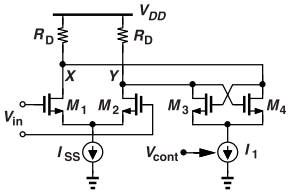 V_DD
R_D R_D
X Y
M_1 M_2 M_3 M_4
V_in
I_SS V_cont I_1